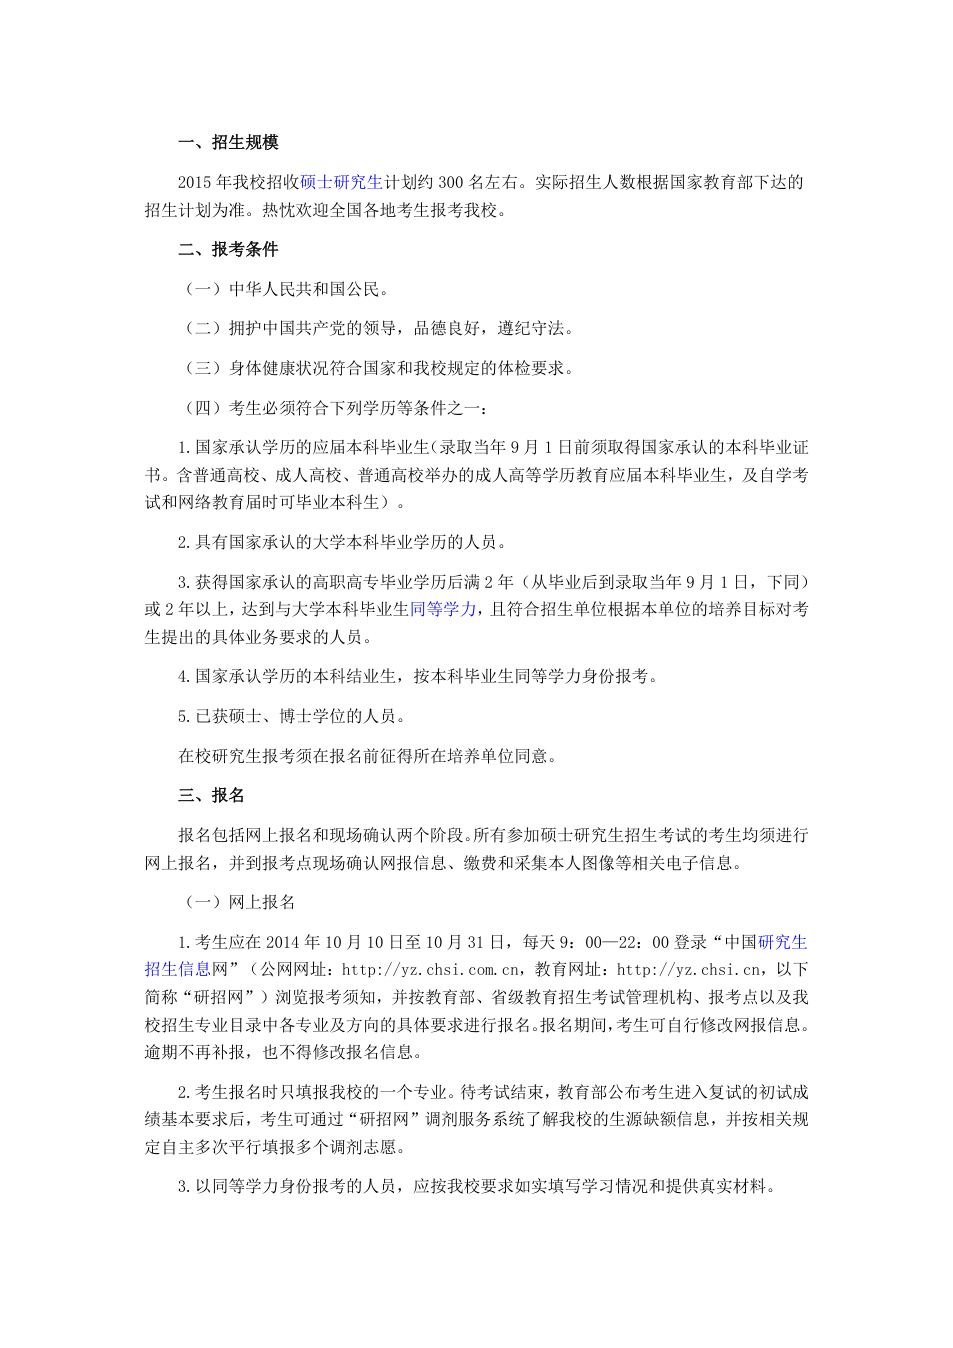 一、招生规模
2015 年我校招收硕士研究生计划约 300 名左右。实际招生人数根据国家教育部下达的
招生计划为准。热忱欢迎全国各地考生报考我校。
二、报考条件
（一）中华人民共和国公民。
（二）拥护中国共产党的领导，品德良好，遵纪守法。
（三）身体健康状况符合国家和我校规定的体检要求。
（四）考生必须符合下列学历等条件之一：
1.国家承认学历的应届本科毕业生（录取当年 9 月 1 日前须取得国家承认的本科毕业证
书。含普通高校、成人高校、普通高校举办的成人高等学历教育应届本科毕业生，及自学考
试和网络教育届时可毕业本科生）。
2.具有国家承认的大学本科毕业学历的人员。
3.获得国家承认的高职高专毕业学历后满 2 年（从毕业后到录取当年 9 月 1 日，下同）
或 2 年以上，达到与大学本科毕业生同等学力，且符合招生单位根据本单位的培养目标对考
生提出的具体业务要求的人员。
4.国家承认学历的本科结业生，按本科毕业生同等学力身份报考。
5.已获硕士、博士学位的人员。
在校研究生报考须在报名前征得所在培养单位同意。
三、报名
报名包括网上报名和现场确认两个阶段。所有参加硕士研究生招生考试的考生均须进行
网上报名，并到报考点现场确认网报信息、缴费和采集本人图像等相关电子信息。
（一）网上报名
1.考生应在 2014 年 10 月 10 日至 10 月 31 日，每天 9：00—22：00 登录“中国研究生
招生信息网”（公网网址：http://yz.chsi.com.cn，教育网址：http://yz.chsi.cn，以下
简称“研招网”）浏览报考须知，并按教育部、省级教育招生考试管理机构、报考点以及我
校招生专业目录中各专业及方向的具体要求进行报名。报名期间，考生可自行修改网报信息。
逾期不再补报，也不得修改报名信息。
2.考生报名时只填报我校的一个专业。待考试结束，教育部公布考生进入复试的初试成
绩基本要求后，考生可通过“研招网”调剂服务系统了解我校的生源缺额信息，并按相关规
定自主多次平行填报多个调剂志愿。
3.以同等学力身份报考的人员，应按我校要求如实填写学习情况和提供真实材料。